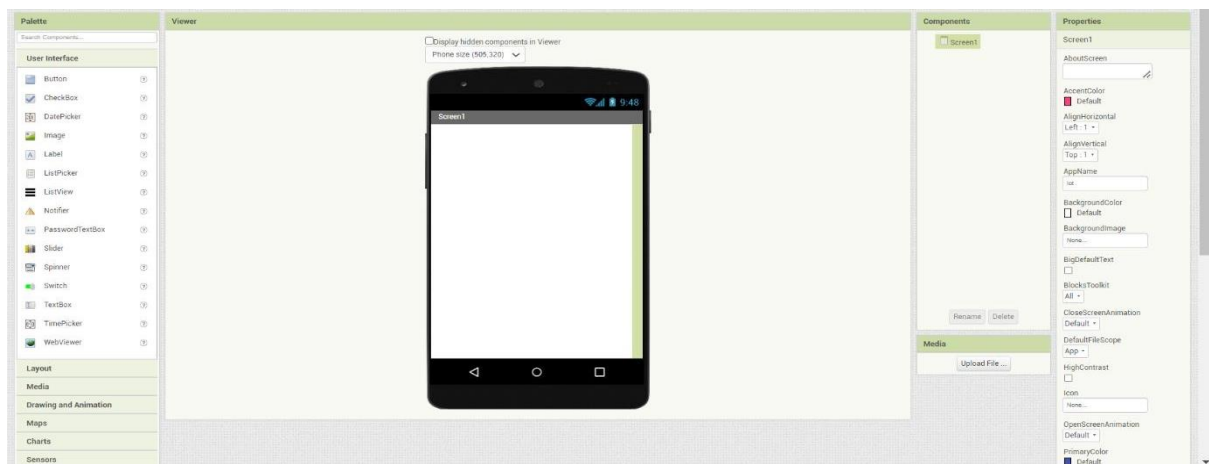 Palette
Search Components...
User Interface
Button
CheckBox
DatePicker
Image
Label
ListPicker
ListView
Notifier
PasswordTextBox
Slider
Spinner
Switch
TextBox
TimePicker
WebViewer
Layout
Media
Drawing and Animation
Maps
Charts
Sensors
Viewer
Display hidden components in Viewer
Phone size (505,320)
9:48
Screen1
Components
Screen1
Rename Delete
Media
Upload File ...
Properties
Screen1
AboutScreen
AccentColor
Default
AlignHorizontal
Left : 1
AlignVertical
Top : 1
AppName
BackgroundColor
Default
BackgroundImage
None...
BigDefaultText
BlocksToolkit
All
CloseScreenAnimation
Default
DefaultFileScope
App
HighContrast
Icon
None...
OpenScreenAnimation
Default
PrimaryColor
Default